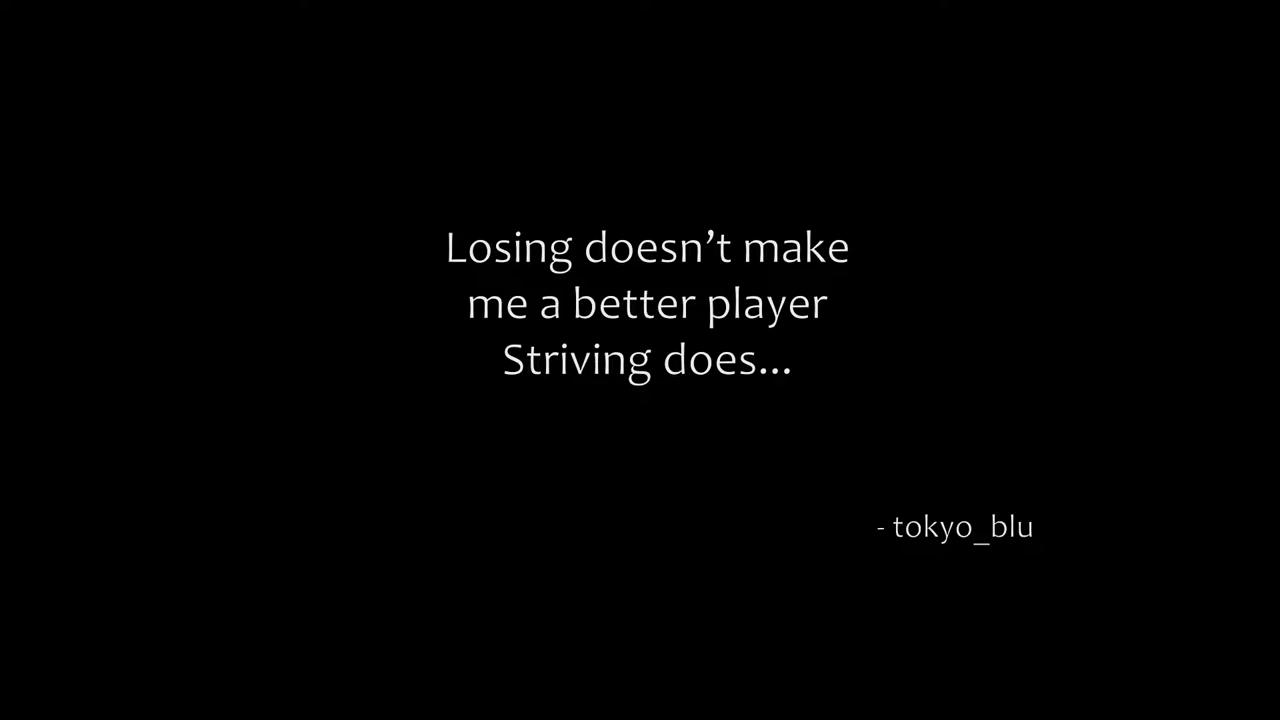 Losing doesn’t make
me a better player
Striving does...
- tokyo_blu